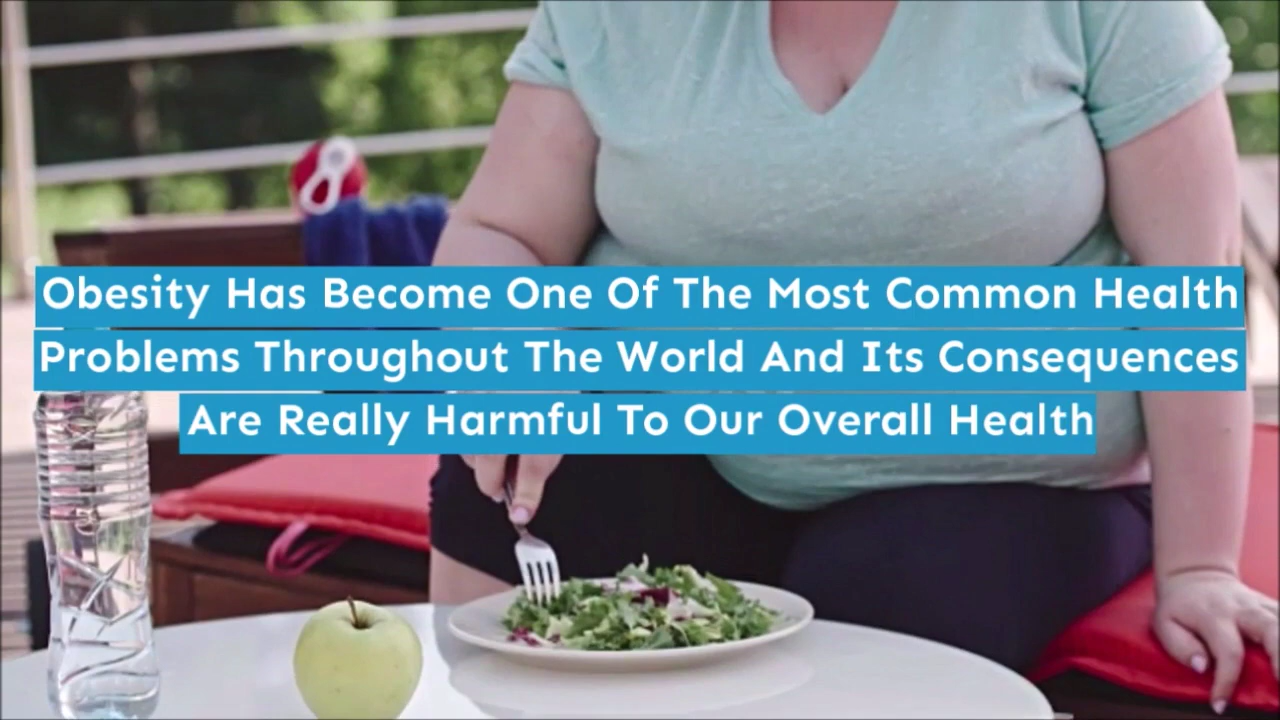 Obesity Has Become One Of The Most Common Health
Problems Throughout The World And Its Consequences
Are Really Harmful To Our Overall Health